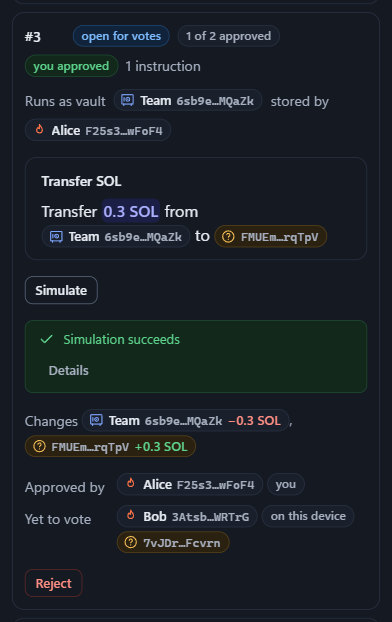 #3 open for votes 1 of 2 approved
you approved 1 instruction
Runs as vault Team 6sb9e…MQaZk stored by
Alice F25s3…wFoF4
Transfer SOL
Transfer 0.3 SOL from
Team 6sb9e…MQaZk to FMUEm…rqTpV
Simulate
Simulation succeeds
Details
Changes Team 6sb9e…MQaZk −0.3 SOL,
FMUEm…rqTpV +0.3 SOL
Approved by Alice F25s3…wFoF4 you
Yet to vote Bob 3Atsb…WRTrG on this device
7vJDr…Fcvrn
Reject